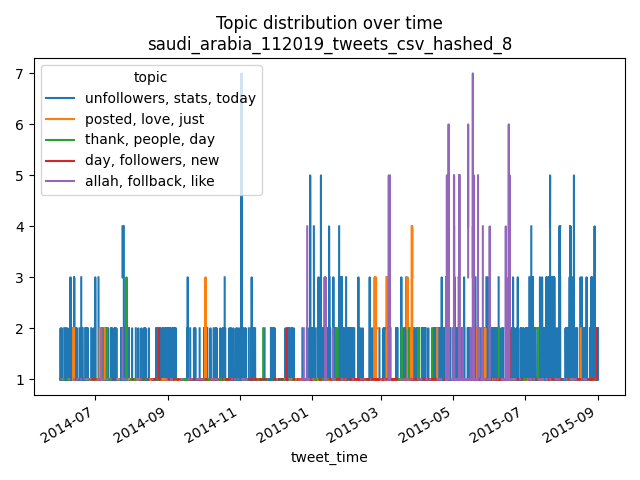 Topic distribution over time
saudi_arabia_112019_tweets_csv_hashed_8
topic
unfollowers, stats, today
posted, love, just
thank, people, day
day, followers, new
allah, follback, like
7
6
5
4
3
2
1
2014-07
2014-09
2014-11
2015-01
2015-03
2015-05
2015-07
2015-09
tweet_time